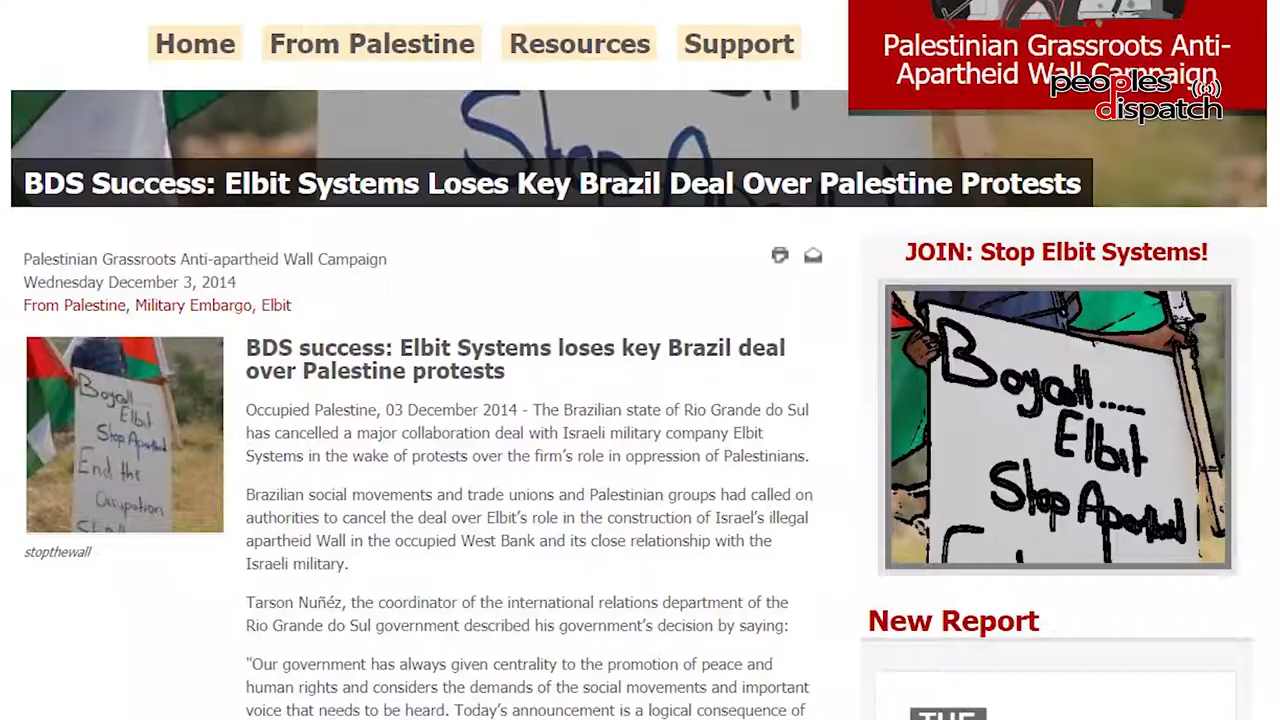 Home From Palestine Resources Support
Palestinian Grassroots Anti-
Apartheid Wall Campaign
peoples
dispatch
Stop A
BDS Success: Elbit Systems Loses Key Brazil Deal Over Palestine Protests
Palestinian Grassroots Anti-apartheid Wall Campaign
Wednesday December 3, 2014
From Palestine, Military Embargo, Elbit
Boycott....
Elbit
Stop Apartheid
End the
Occupation
stopthewall
BDS success: Elbit Systems loses key Brazil deal
over Palestine protests
Occupied Palestine, 03 December 2014 - The Brazilian state of Rio Grande do Sul
has cancelled a major collaboration deal with Israeli military company Elbit
Systems in the wake of protests over the firm's role in oppression of Palestinians.
Brazilian social movements and trade unions and Palestinian groups had called on
authorities to cancel the deal over Elbit's role in the construction of Israel's illegal
apartheid Wall in the occupied West Bank and its close relationship with the
Israeli military.
Tarson Nuñéz, the coordinator of the international relations department of the
Rio Grande do Sul government described his government's decision by saying:
"Our government has always given centrality to the promotion of peace and
human rights and considers the demands of the social movements and important
voice that needs to be heard. Today's announcement is a logical consequence of
JOIN: Stop Elbit Systems!
Boycott.....
Elbit
Stop Apartheid
New Report
THE